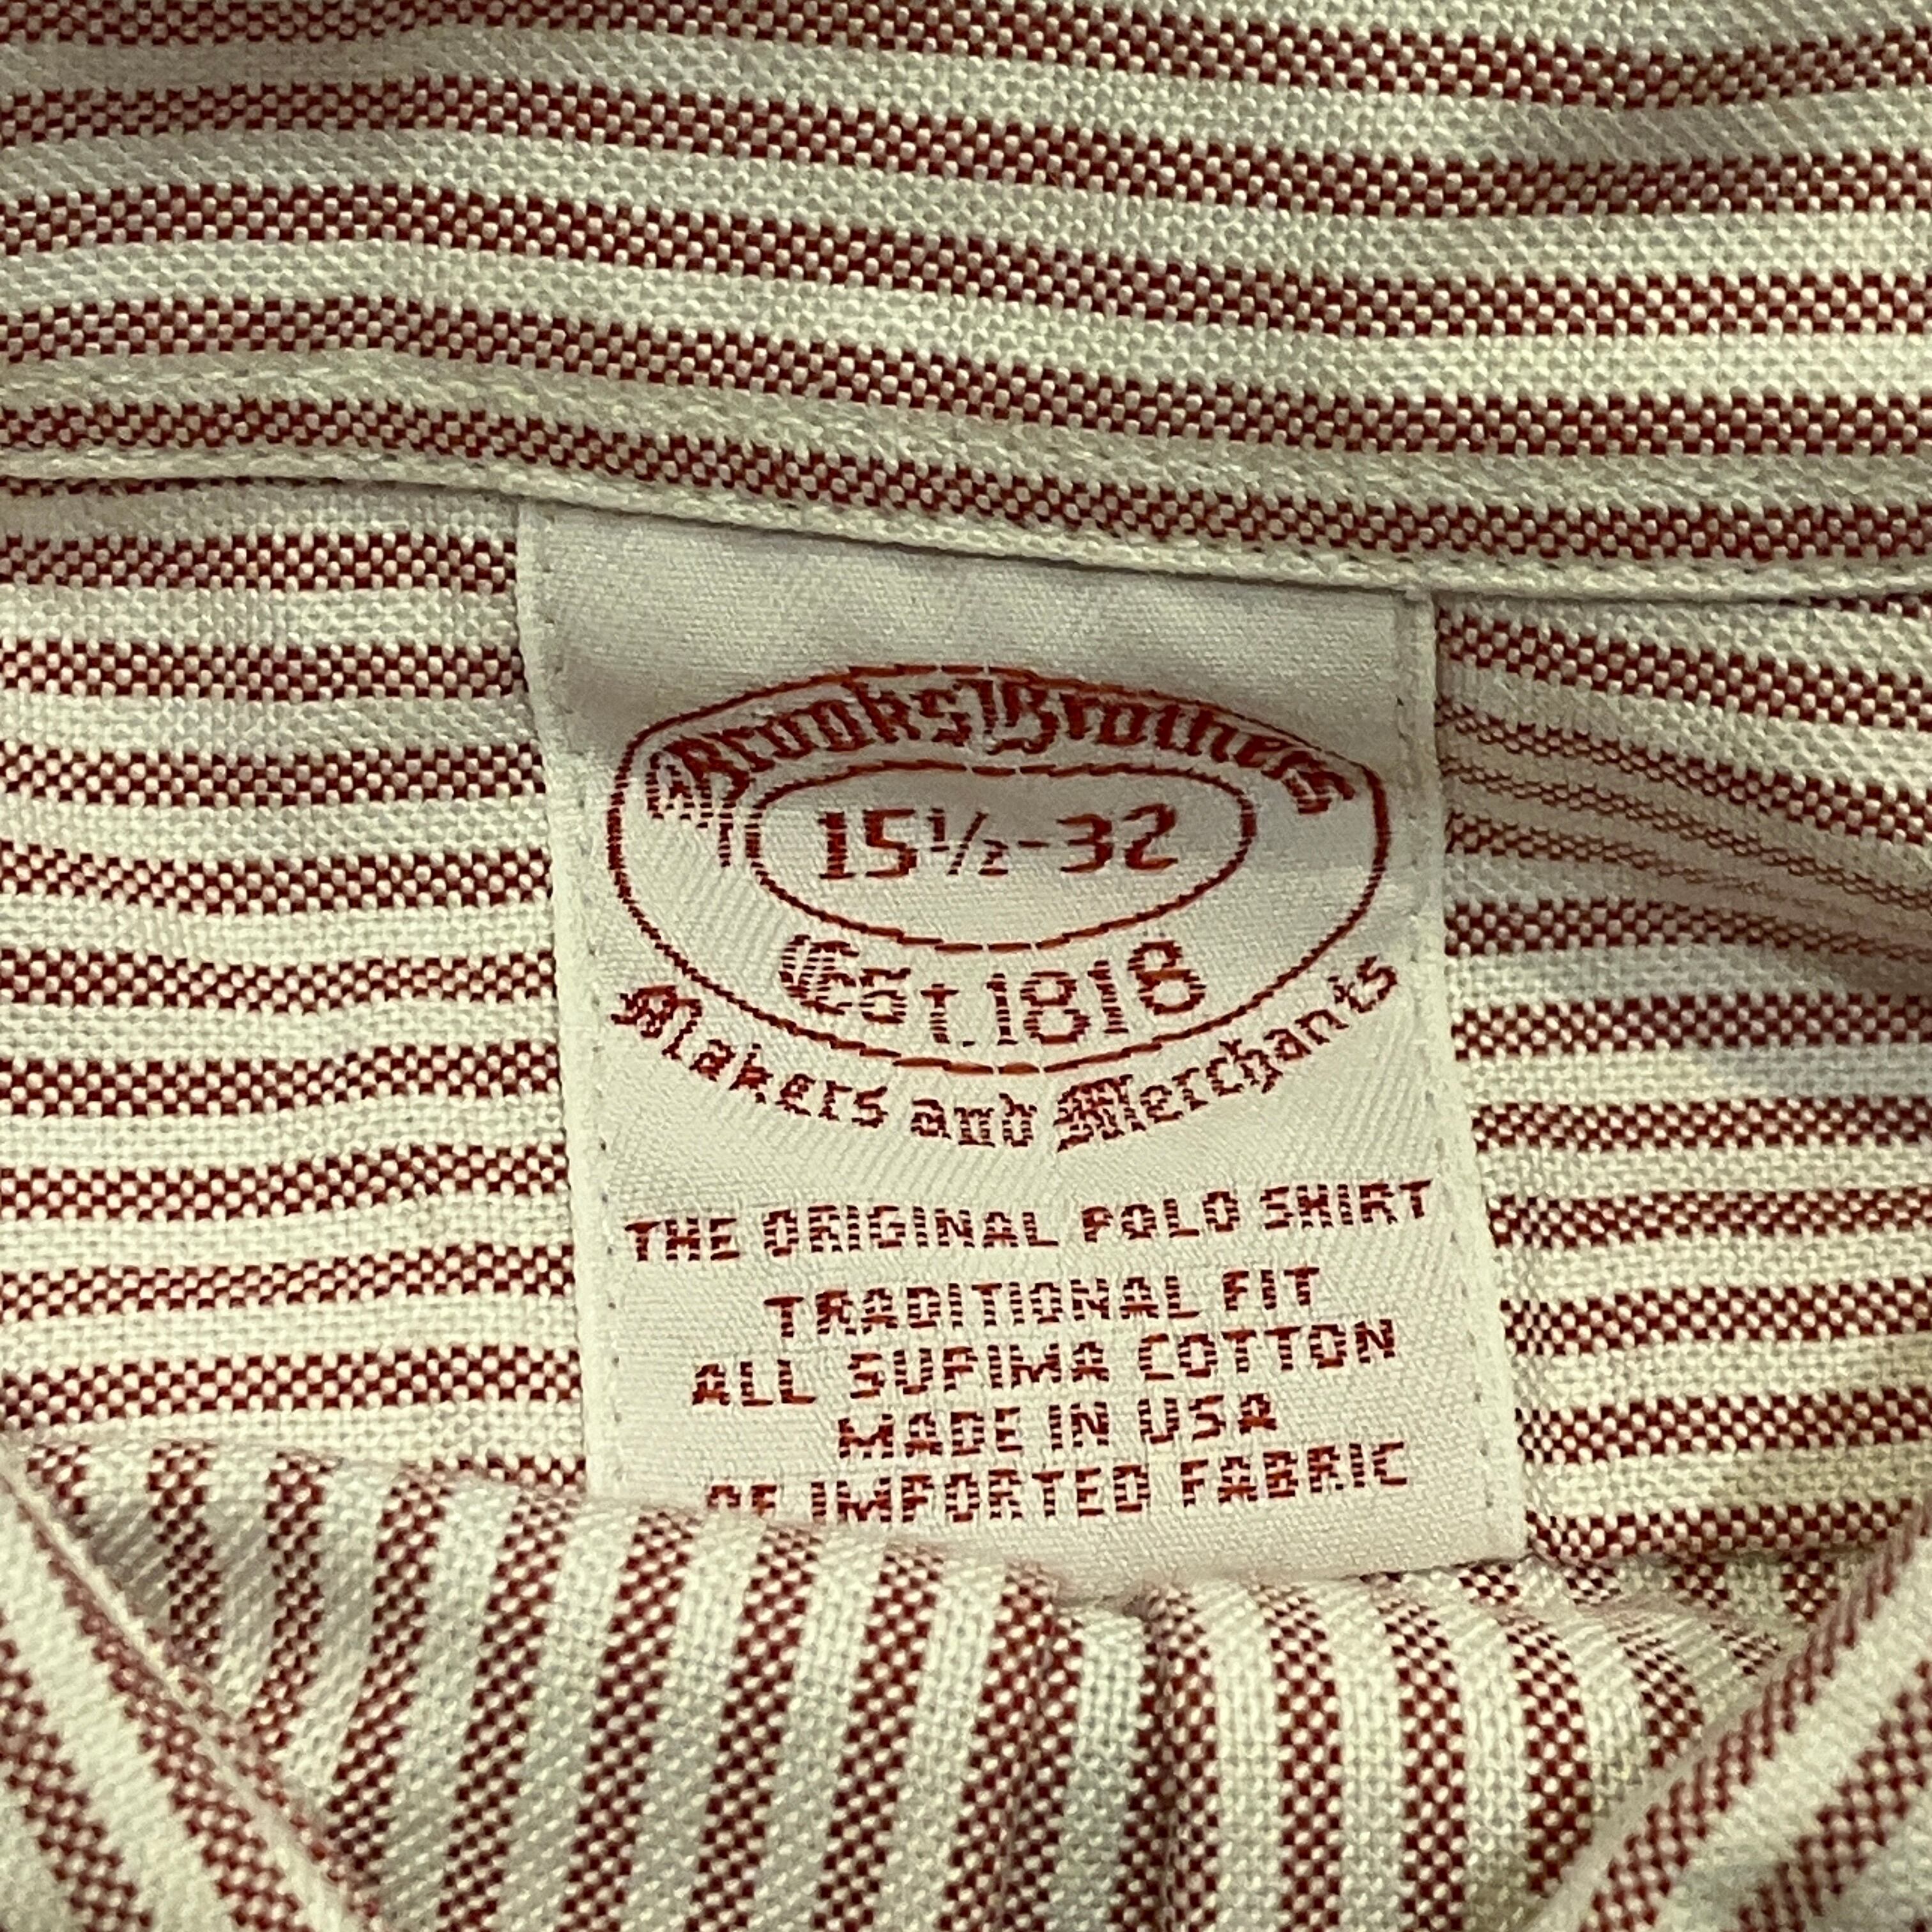 Brooks Brothers
15½-32
Est. 1818
Makers and Merchants
THE ORIGINAL POLO SHIRT
TRADITIONAL FIT
ALL SUPIMA COTTON
MADE IN USA
OF IMPORTED FABRIC